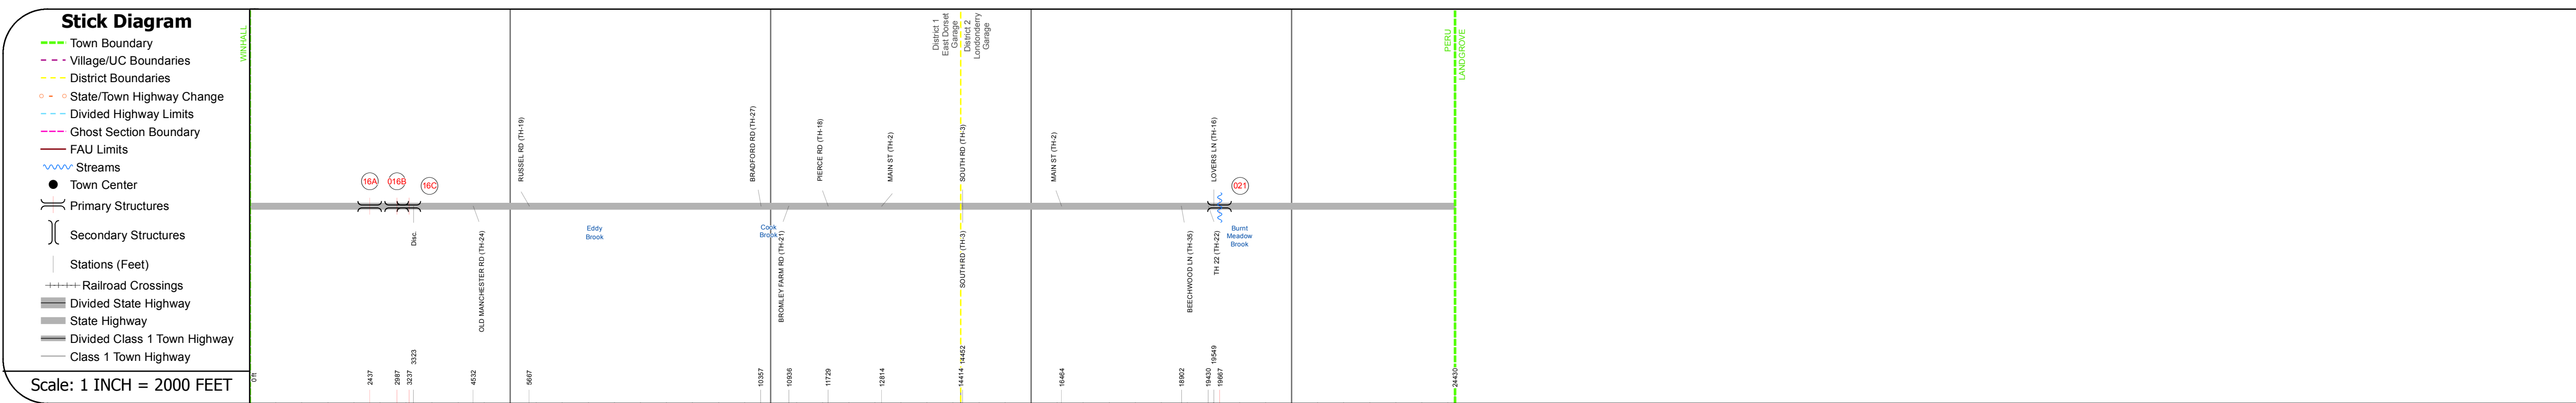 Stick Diagram
Town Boundary
Village/UC Boundaries
District Boundaries
State/Town Highway Change
Divided Highway Limits
Ghost Section Boundary
FAU Limits
Streams
Town Center
Primary Structures
Secondary Structures
Stations (Feet)
Railroad Crossings
Divided State Highway
State Highway
Divided Class 1 Town Highway
Class 1 Town Highway
Scale: 1 INCH = 2000 FEET
WINHALL
District 1
East Dorset
Garage
District 2
Londonderry
Garage
PERU
LANDGROVE
RUSSEL RD (TH-19)
BRADFORD RD (TH-27)
PIERCE RD (TH-18)
MAIN ST (TH-2)
SOUTH RD (TH-3)
MAIN ST (TH-2)
LOVERS LN (TH-16)
16A
016B
16C
021
Disc.
OLD MANCHESTER RD (TH-24)
Eddy
Brook
Cook
Brook
BROMLEY FARM RD (TH-21)
SOUTH RD (TH-3)
BEECHWOOD LN (TH-35)
TH 22 (TH-22)
Burnt
Meadow
Brook
0 ft
2437
2987
3237
3323
4532
5667
10357
10936
11729
12814
14414
14452
16464
18902
19430
19549
19667
24430